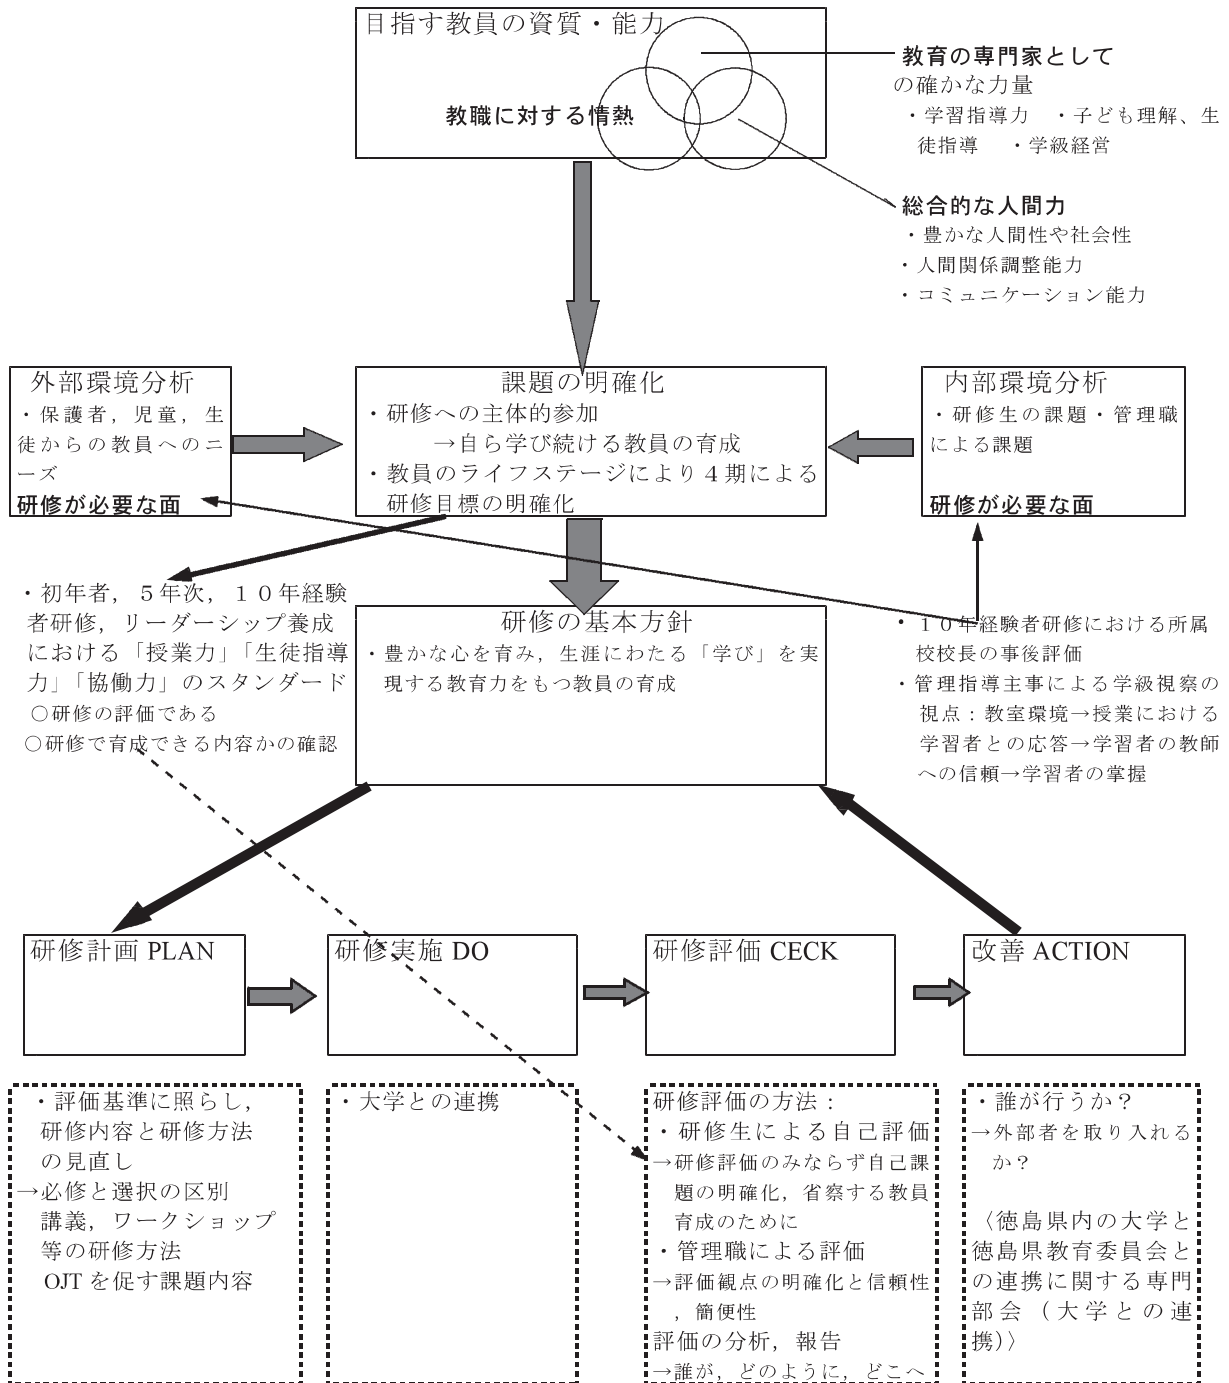 目指す教員の資質・能力
教職に対する情熱
教育の専門家として
の確かな力量
・学習指導力　・子ども理解、生
徒指導　・学級経営
総合的な人間力
・豊かな人間性や社会性
・人間関係調整能力
・コミュニケーション能力
外部環境分析
・保護者，児童，生
徒からの教員へのニ
ーズ
研修が必要な面
課題の明確化
・研修への主体的参加
→自ら学び続ける教員の育成
・教員のライフステージにより４期による
研修目標の明確化
内部環境分析
・研修生の課題・管理職
による課題
研修が必要な面
・初年者，５年次，１０年経験
者研修，リーダーシップ養成
における「授業力」「生徒指導
力」「協働力」のスタンダード
○研修の評価である
○研修で育成できる内容かの確認
研修の基本方針
・豊かな心を育み，生涯にわたる「学び」を実
現する教育力をもつ教員の育成
・１０年経験者研修における所属
校校長の事後評価
・管理指導主事による学級視察の
視点：教室環境→授業における
学習者との応答→学習者の教師
への信頼→学習者の掌握
研修計画 PLAN
研修実施 DO
研修評価 CECK
改善 ACTION
・評価基準に照らし，
研修内容と研修方法
の見直し
→必修と選択の区別
講義，ワークショップ
等の研修方法
OJT を促す課題内容
・大学との連携
研修評価の方法：
・研修生による自己評価
→研修評価のみならず自己課
題の明確化，省察する教員
育成のために
・管理職による評価
→評価観点の明確化と信頼性
，簡便性
評価の分析，報告
→誰が，どのように，どこへ
・誰が行うか？
→外部者を取り入れる
か？
〈徳島県内の大学と
徳島県教育委員会と
の連携に関する専門
部会（大学との連
携）〉